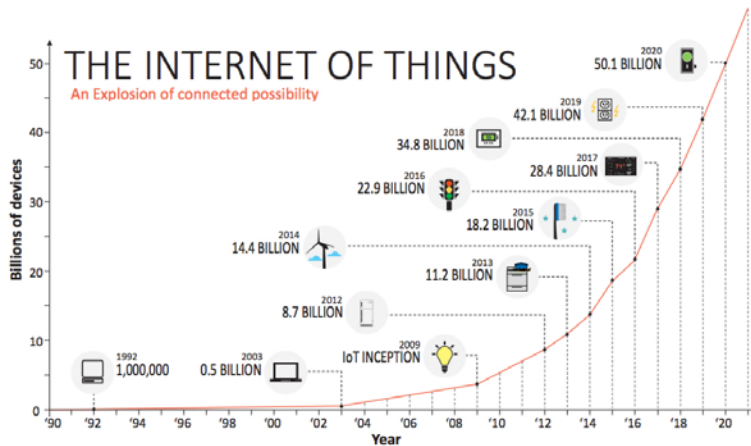 THE INTERNET OF THINGS
An Explosion of connected possibility
Billions of devices
50
40
30
20
10
0
2020
50.1 BILLION
2019
42.1 BILLION
2018
34.8 BILLION
2017
28.4 BILLION
2016
22.9 BILLION
2015
18.2 BILLION
2014
14.4 BILLION
2013
11.2 BILLION
2012
8.7 BILLION
2009
IoT INCEPTION
2003
0.5 BILLION
1992
1,000,000
'90 '92 '94 '96 '98 '00 '02 '04 '06 '08 '10 '12 '14 '16 '18 '20
Year